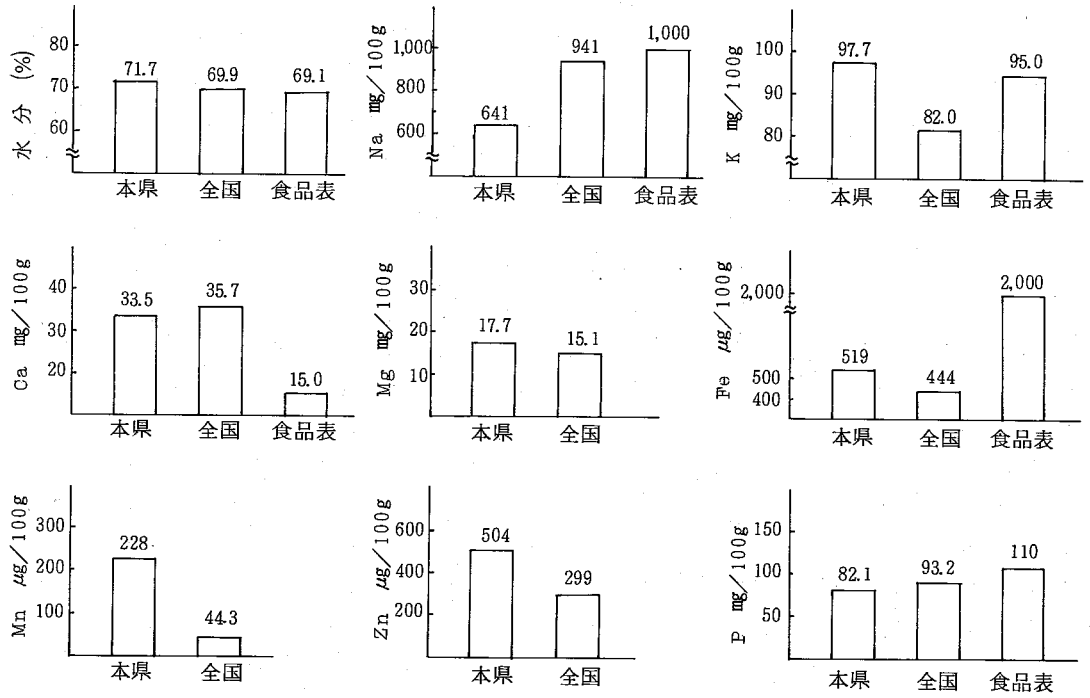 水分 (%)
80
70
60
71.7
69.9
69.1
本県
全国
食品表
Na mg/100g
1,000
800
600
641
941
1,000
本県
全国
食品表
K mg/100g
100
90
80
97.7
82.0
95.0
本県
全国
食品表
Ca mg/100g
40
30
20
33.5
35.7
15.0
本県
全国
食品表
Mg mg/100g
30
20
10
17.7
15.1
本県
全国
Fe μg/100g
2,000
500
400
519
444
2,000
本県
全国
食品表
Mn μg/100g
300
200
100
228
44.3
本県
全国
Zn μg/100g
600
400
200
504
299
本県
全国
P mg/100g
150
100
50
82.1
93.2
110
本県
全国
食品表